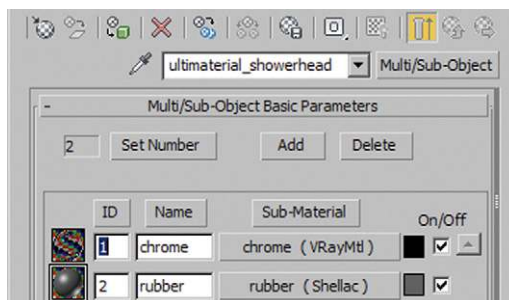 ultimaterial_showerhead Multi/Sub-Object
- Multi/Sub-Object Basic Parameters
2 Set Number Add Delete
ID Name Sub-Material On/Off
1 chrome chrome ( VRayMtl )
2 rubber rubber ( Shellac )